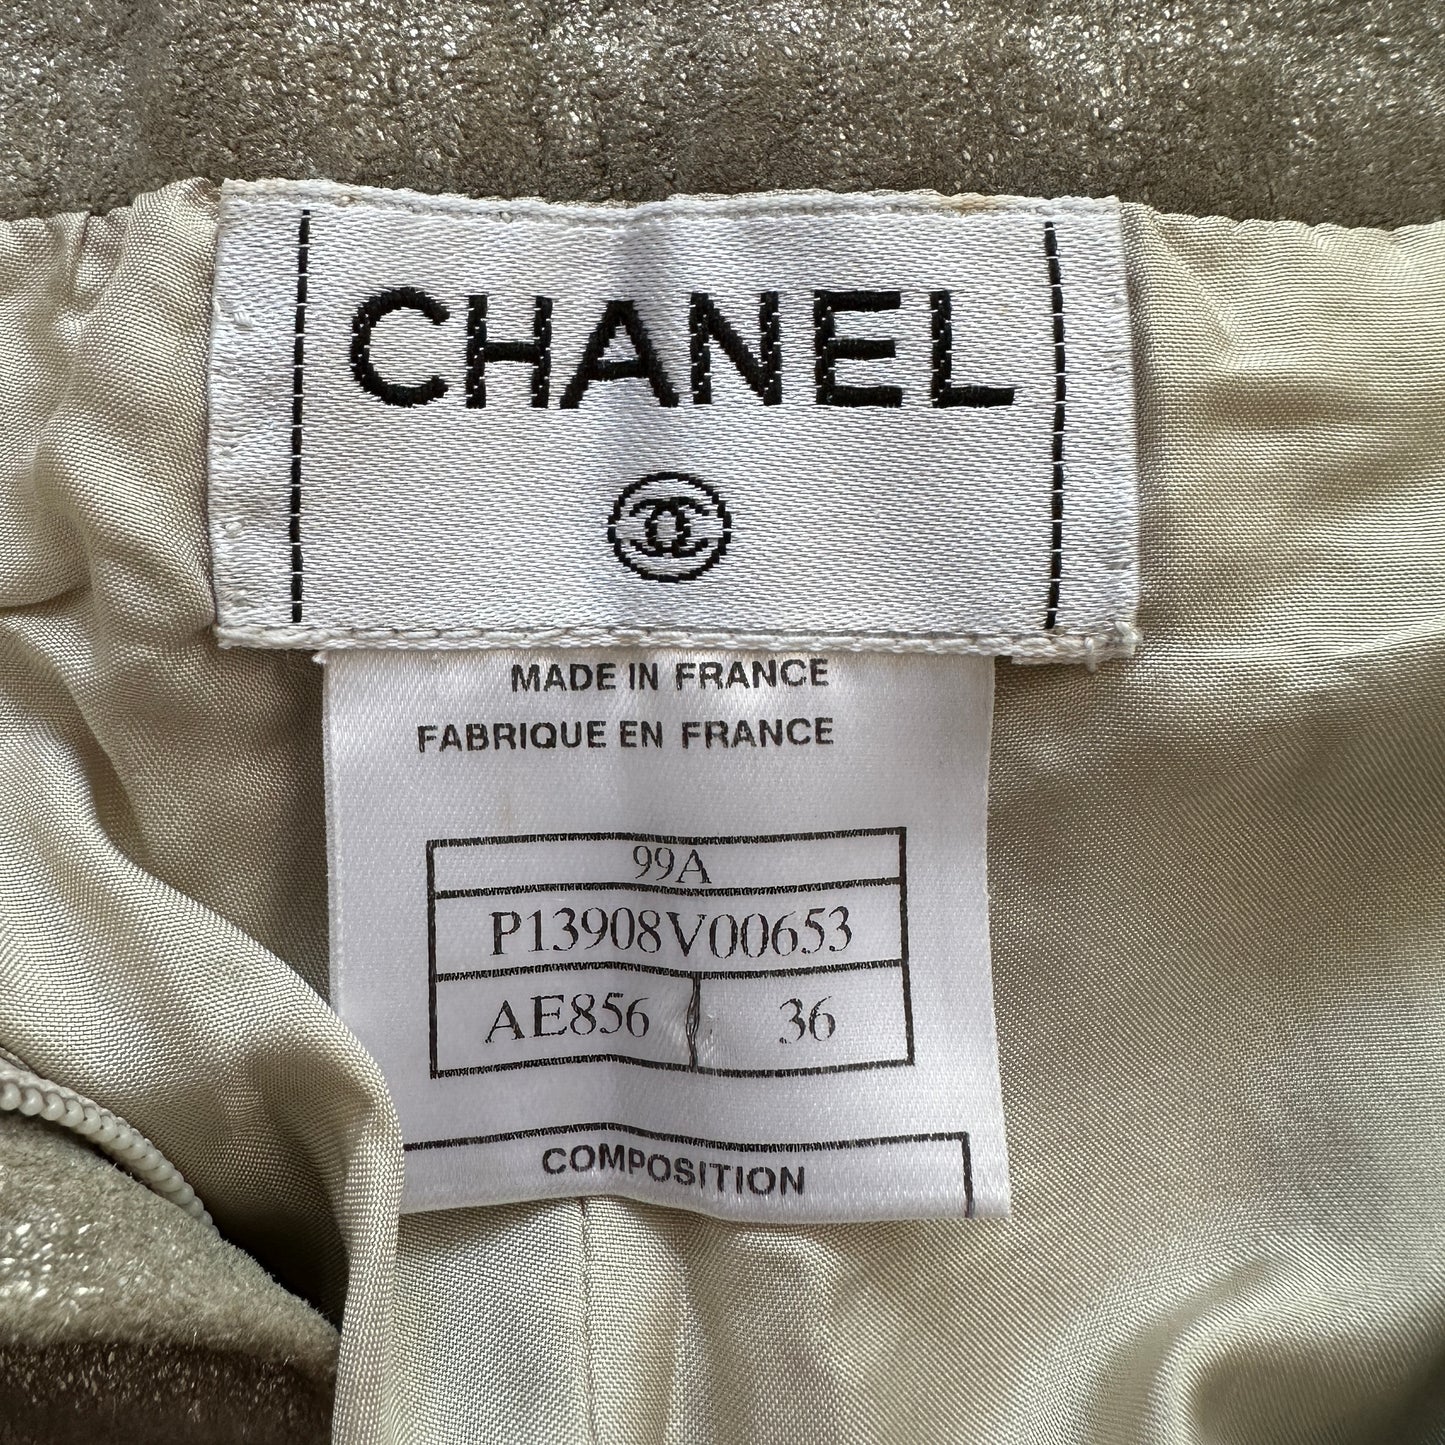 CHANEL
MADE IN FRANCE
FABRIQUE EN FRANCE
99A
P13908V00653
AE856 36
COMPOSITION